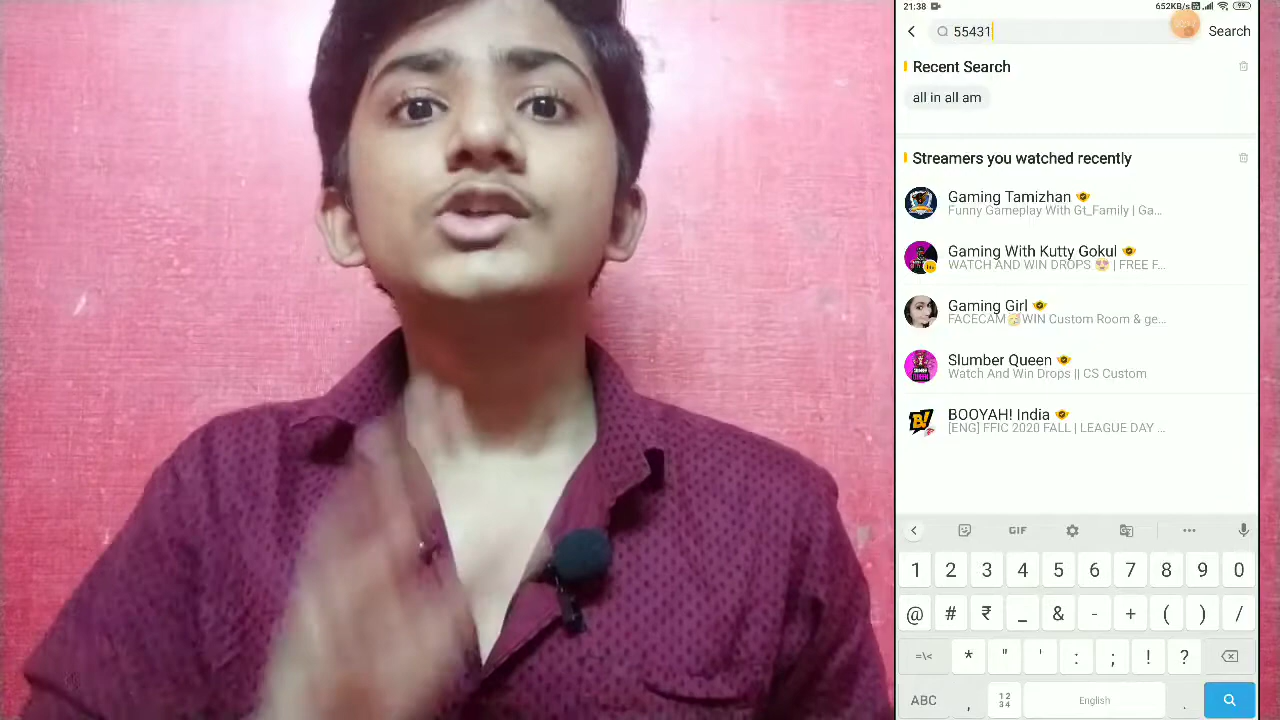 21:38 652KB/s 99
55431 Search
Recent Search
all in all am
Streamers you watched recently
Gaming Tamizhan
Funny Gameplay With Gt_Family | Ga...
Gaming With Kutty Gokul
WATCH AND WIN DROPS 😍 | FREE F...
Gaming Girl
FACECAM🥳WIN Custom Room & ge...
Slumber Queen
Watch And Win Drops || CS Custom
BOOYAH! India
[ENG] FFIC 2020 FALL | LEAGUE DAY ...
GIF
1 2 3 4 5 6 7 8 9 0
@ # ₹ _ & - + ( ) /
=\< * " ' : ; ! ?
ABC , 12 34 English .